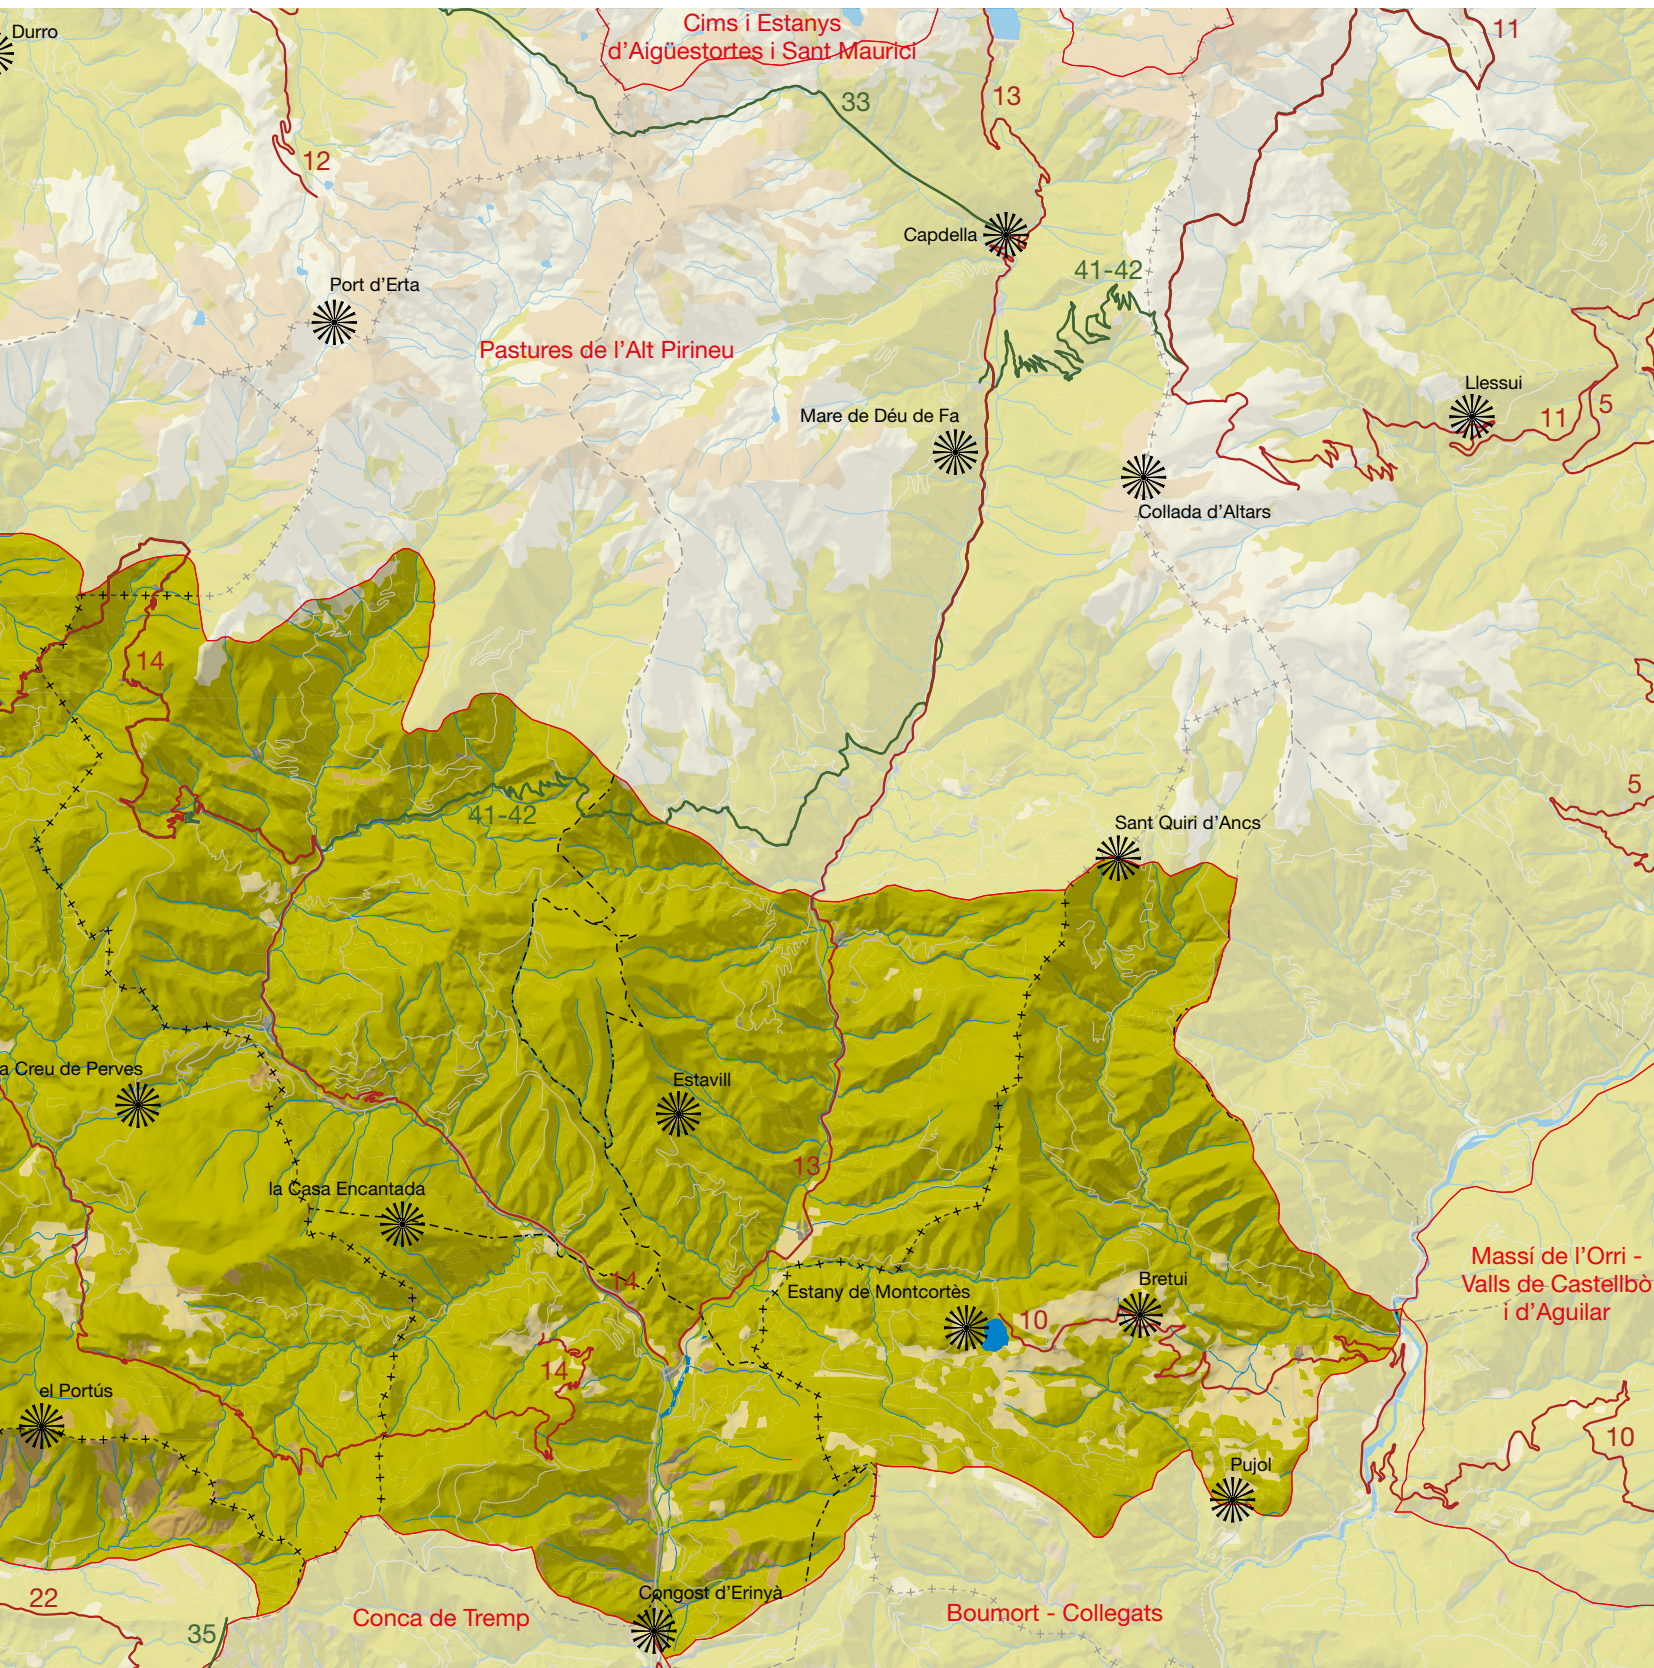 Durro
Cims i Estanys
d’Aigüestortes i Sant Maurici
11
33
13
12
Capdella
41-42
Port d’Erta
Pastures de l’Alt Pirineu
Llessui
5
11
Mare de Déu de Fa
Collada d’Altars
14
5
41-42
Sant Quiri d’Ancs
a Creu de Perves
Estavill
13
la Casa Encantada
Massí de l’Orri -
Valls de Castellbò
i d’Aguilar
14
Bretui
Estany de Montcortès
10
14
el Portús
10
Pujol
22
Congost d’Erinyà
Conca de Tremp
Boumort - Collegats
35